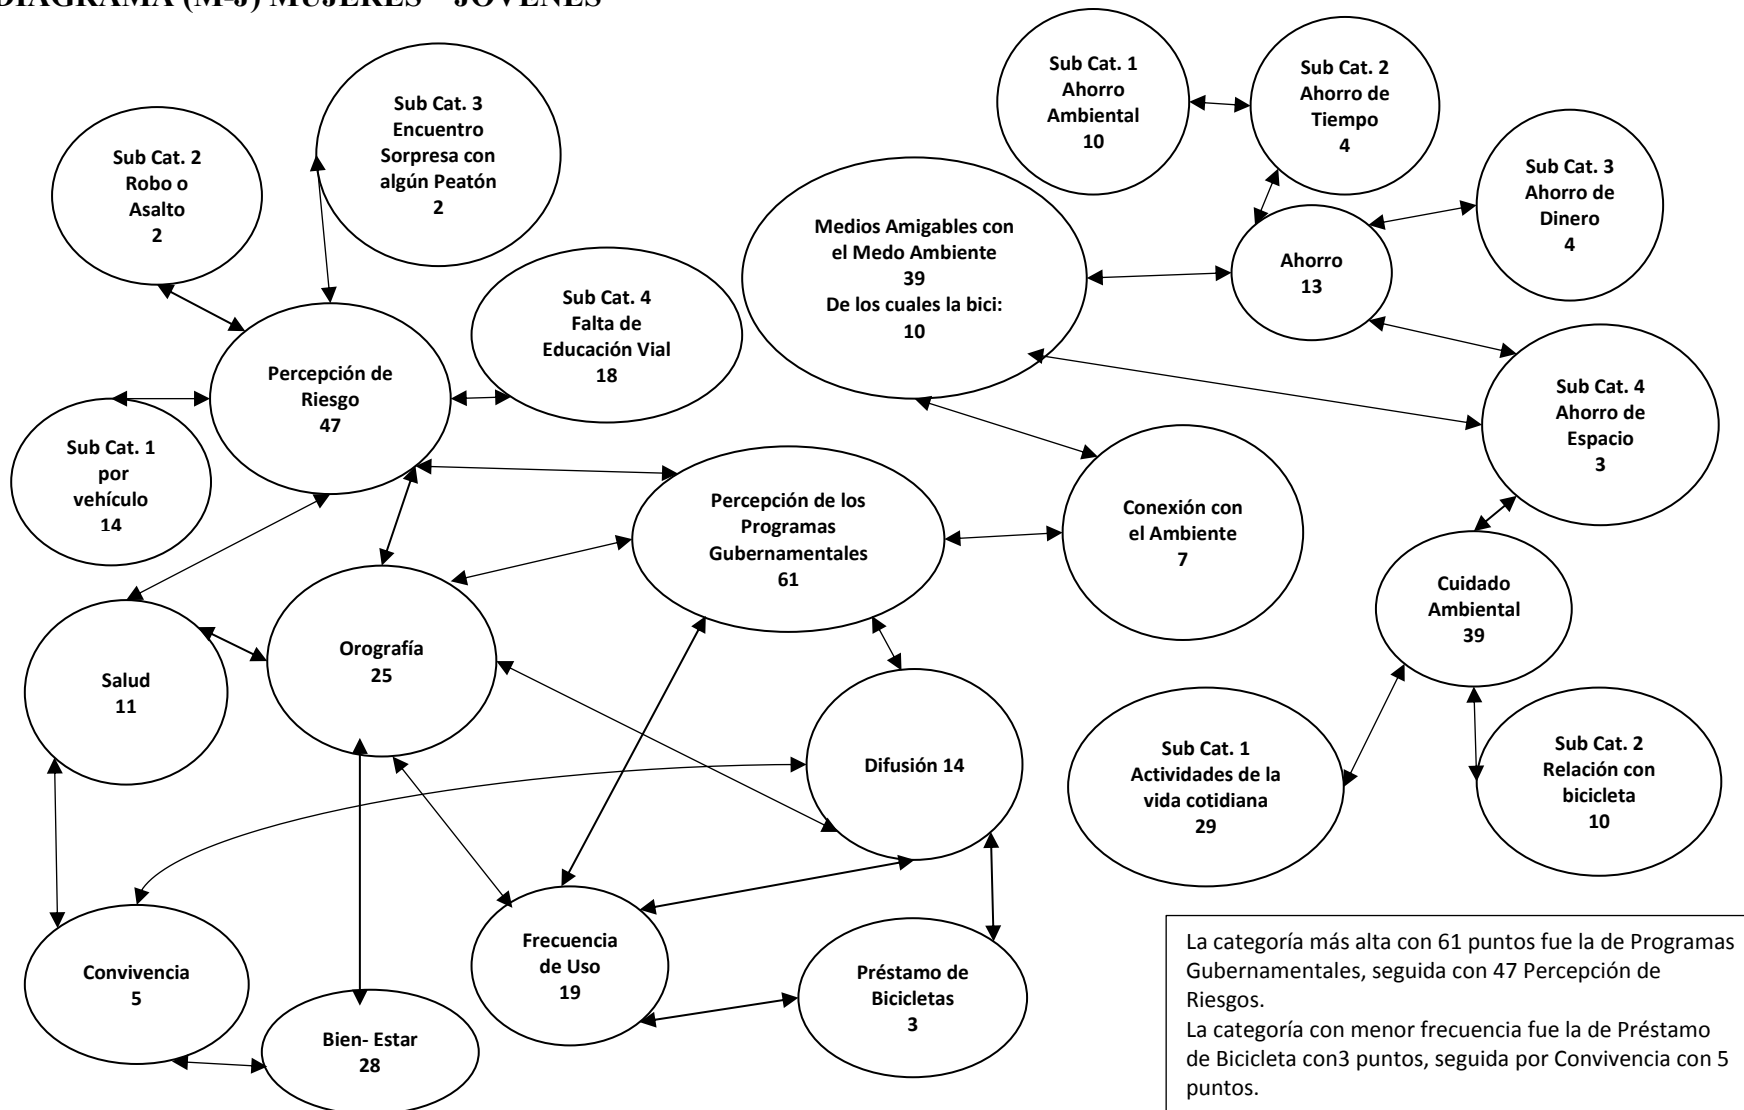 DIAGRAMA (M-J) MUJERES – JÓVENES
Sub Cat. 3
Encuentro
Sorpresa con
algún Peatón
2
Sub Cat. 2
Robo o
Asalto
2
Sub Cat. 1
Ahorro
Ambiental
10
Sub Cat. 2
Ahorro de
Tiempo
4
Sub Cat. 3
Ahorro de
Dinero
4
Medios Amigables con
el Medo Ambiente
39
De los cuales la bici:
10
Ahorro
13
Sub Cat. 4
Falta de
Educación Vial
18
Percepción de
Riesgo
47
Sub Cat. 1
por
vehículo
14
Sub Cat. 4
Ahorro de
Espacio
3
Percepción de los
Programas
Gubernamentales
61
Conexión con
el Ambiente
7
Cuidado
Ambiental
39
Orografía
25
Salud
11
Difusión 14
Sub Cat. 1
Actividades de la
vida cotidiana
29
Sub Cat. 2
Relación con
bicicleta
10
Convivencia
5
Bien- Estar
28
Frecuencia
de Uso
19
Préstamo de
Bicicletas
3
La categoría más alta con 61 puntos fue la de Programas
Gubernamentales, seguida con 47 Percepción de
Riesgos.
La categoría con menor frecuencia fue la de Préstamo
de Bicicleta con3 puntos, seguida por Convivencia con 5
puntos.